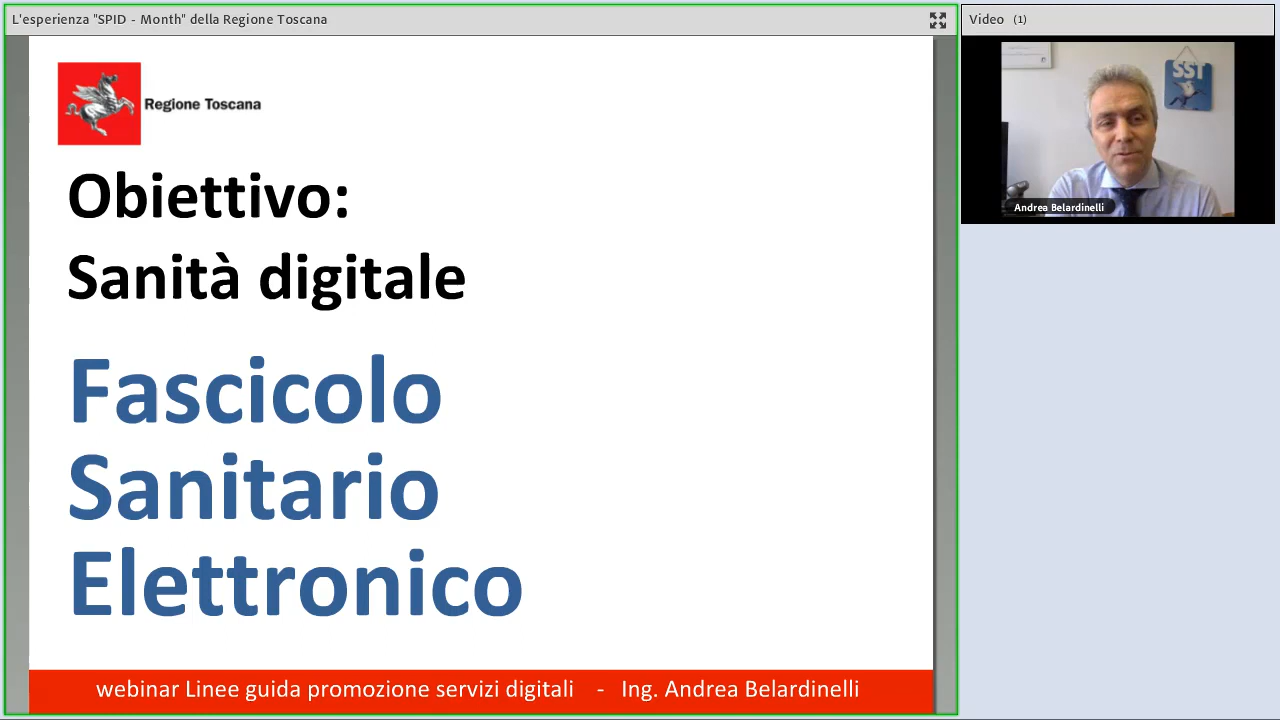 L'esperienza "SPID - Month" della Regione Toscana
Video (1)
SST
Andrea Belardinelli
Regione Toscana
Obiettivo:
Sanità digitale
Fascicolo
Sanitario
Elettronico
webinar Linee guida promozione servizi digitali - Ing. Andrea Belardinelli